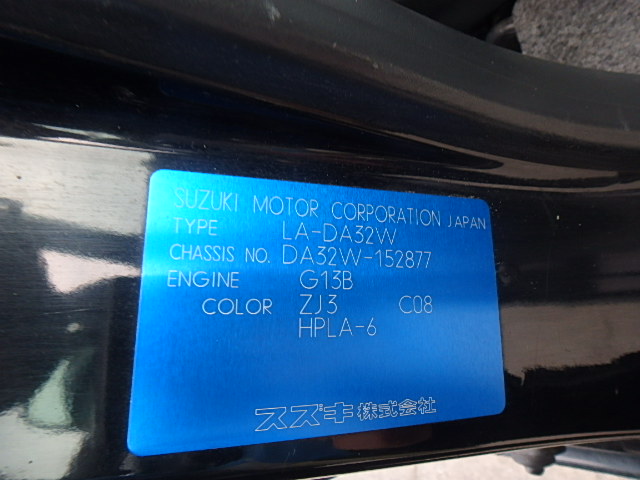 SUZUKI MOTOR CORPORATION JAPAN
TYPE LA-DA32W
CHASSIS NO. DA32W-152877
ENGINE G13B
COLOR ZJ3 C08
HPLA-6
スズキ株式会社